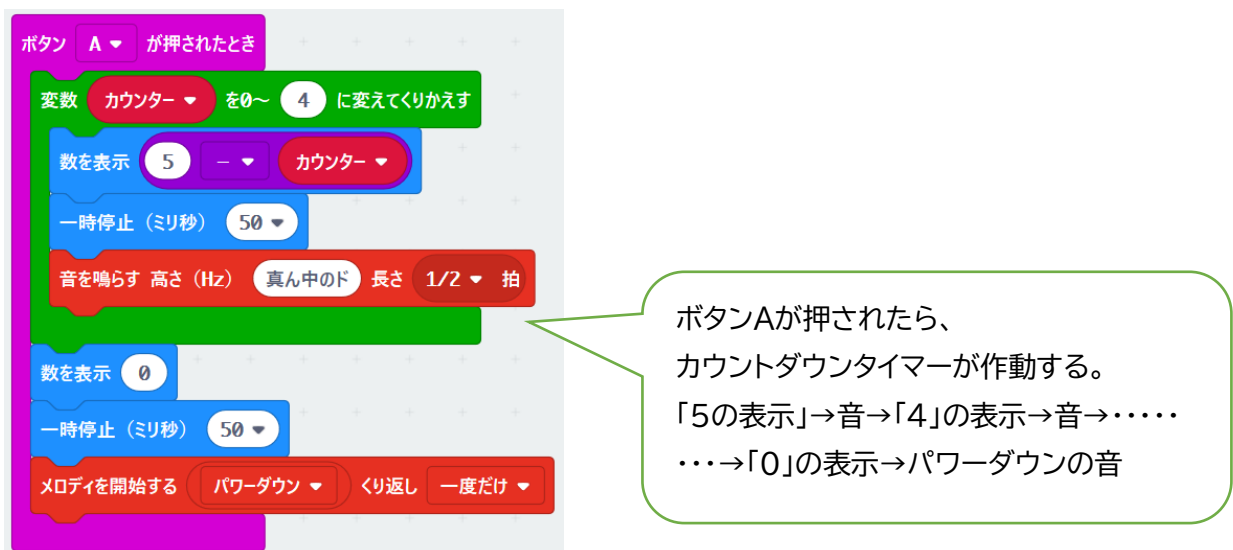 ボタン A が押されたとき
変数 カウンター を0～ 4 に変えてくりかえす
数を表示 5 - カウンター
一時停止（ミリ秒） 50
音を鳴らす 高さ（Hz） 真ん中のド 長さ 1/2 拍
数を表示 0
一時停止（ミリ秒） 50
メロディを開始する パワーダウン くり返し 一度だけ
ボタンAが押されたら、
カウントダウンタイマーが作動する。
「5の表示」→音→「4」の表示→音→・・・・・
・・・→「0」の表示→パワーダウンの音